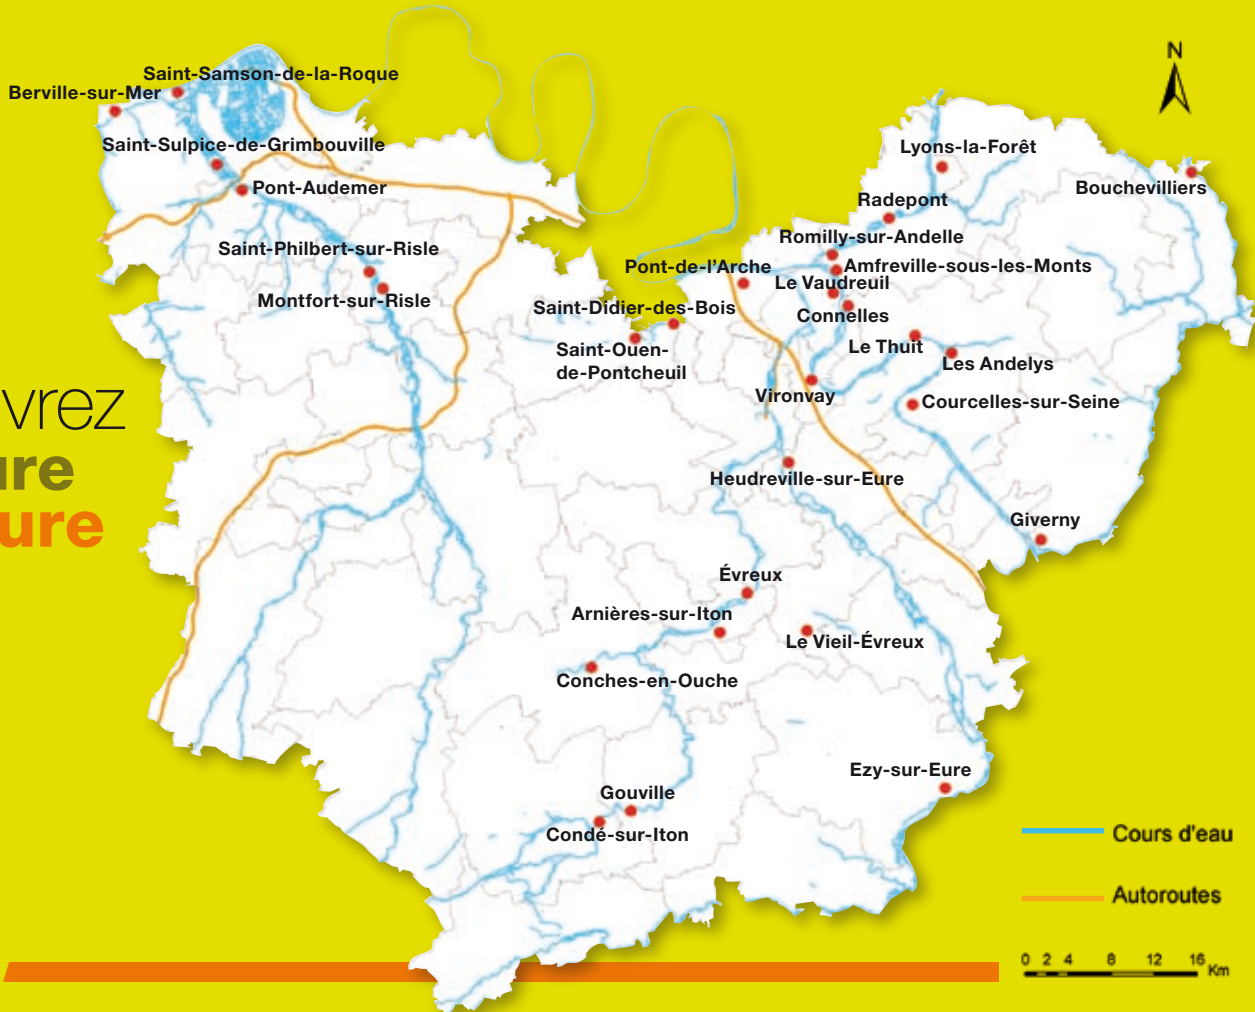 N
Saint-Samson-de-la-Roque
Berville-sur-Mer
Saint-Sulpice-de-Grimbouville
Pont-Audemer
Lyons-la-Forêt
Bouchevilliers
Radepont
Romilly-sur-Andelle
Saint-Philbert-sur-Risle
Pont-de-l'Arche
Amfreville-sous-les-Monts
Le Vaudreuil
Montfort-sur-Risle
Saint-Didier-des-Bois
Connelles
Saint-Ouen-
de-Pontcheuil
Le Thuit
Les Andelys
Vironvay
Courcelles-sur-Seine
vrez
ure
ure
Heudreville-sur-Eure
Giverny
Évreux
Arnières-sur-Iton
Le Vieil-Évreux
Conches-en-Ouche
Ezy-sur-Eure
Gouville
Condé-sur-Iton
Cours d'eau
Autoroutes
0 2 4 8 12 16 Km